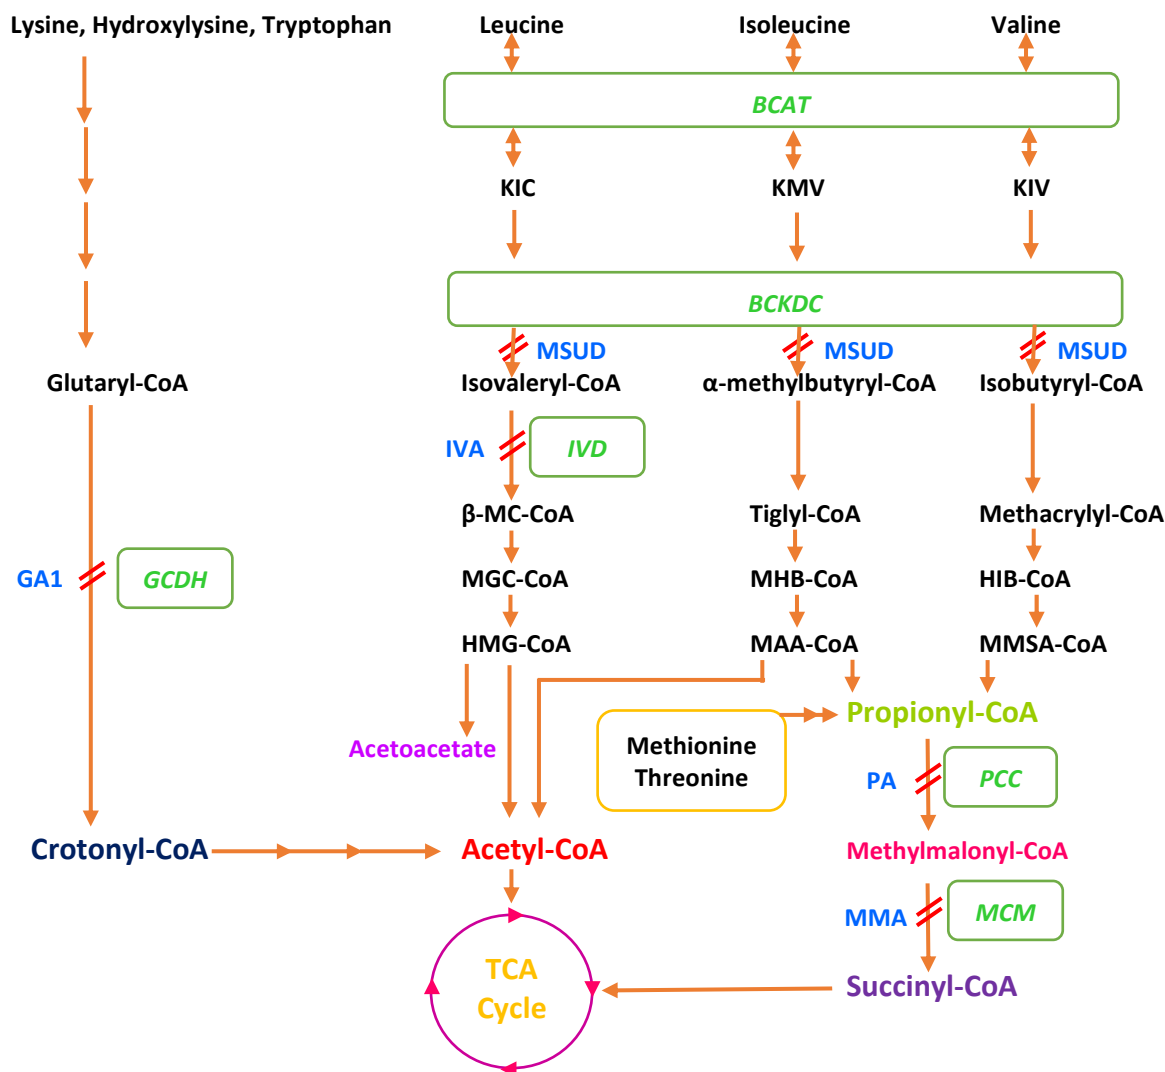 Lysine, Hydroxylysine, Tryptophan
Leucine
Isoleucine
Valine
BCAT
KIC
KMV
KIV
BCKDC
MSUD
MSUD
MSUD
Glutaryl-CoA
Isovaleryl-CoA
α-methylbutyryl-CoA
Isobutyryl-CoA
IVA
IVD
β-MC-CoA
Tiglyl-CoA
Methacrylyl-CoA
GA1
GCDH
MGC-CoA
MHB-CoA
HIB-CoA
HMG-CoA
MAA-CoA
MMSA-CoA
Propionyl-CoA
Acetoacetate
Methionine
Threonine
PA
PCC
Crotonyl-CoA
Acetyl-CoA
Methylmalonyl-CoA
MMA
MCM
TCA
Cycle
Succinyl-CoA